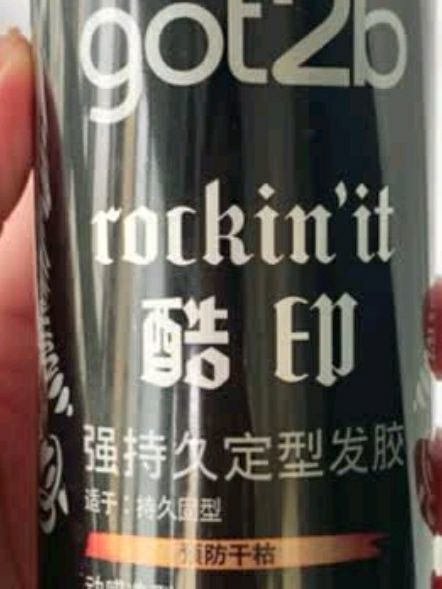 got2b
rockin'it
酷 印
强持久定型发胶
适于：持久固型
预防干枯